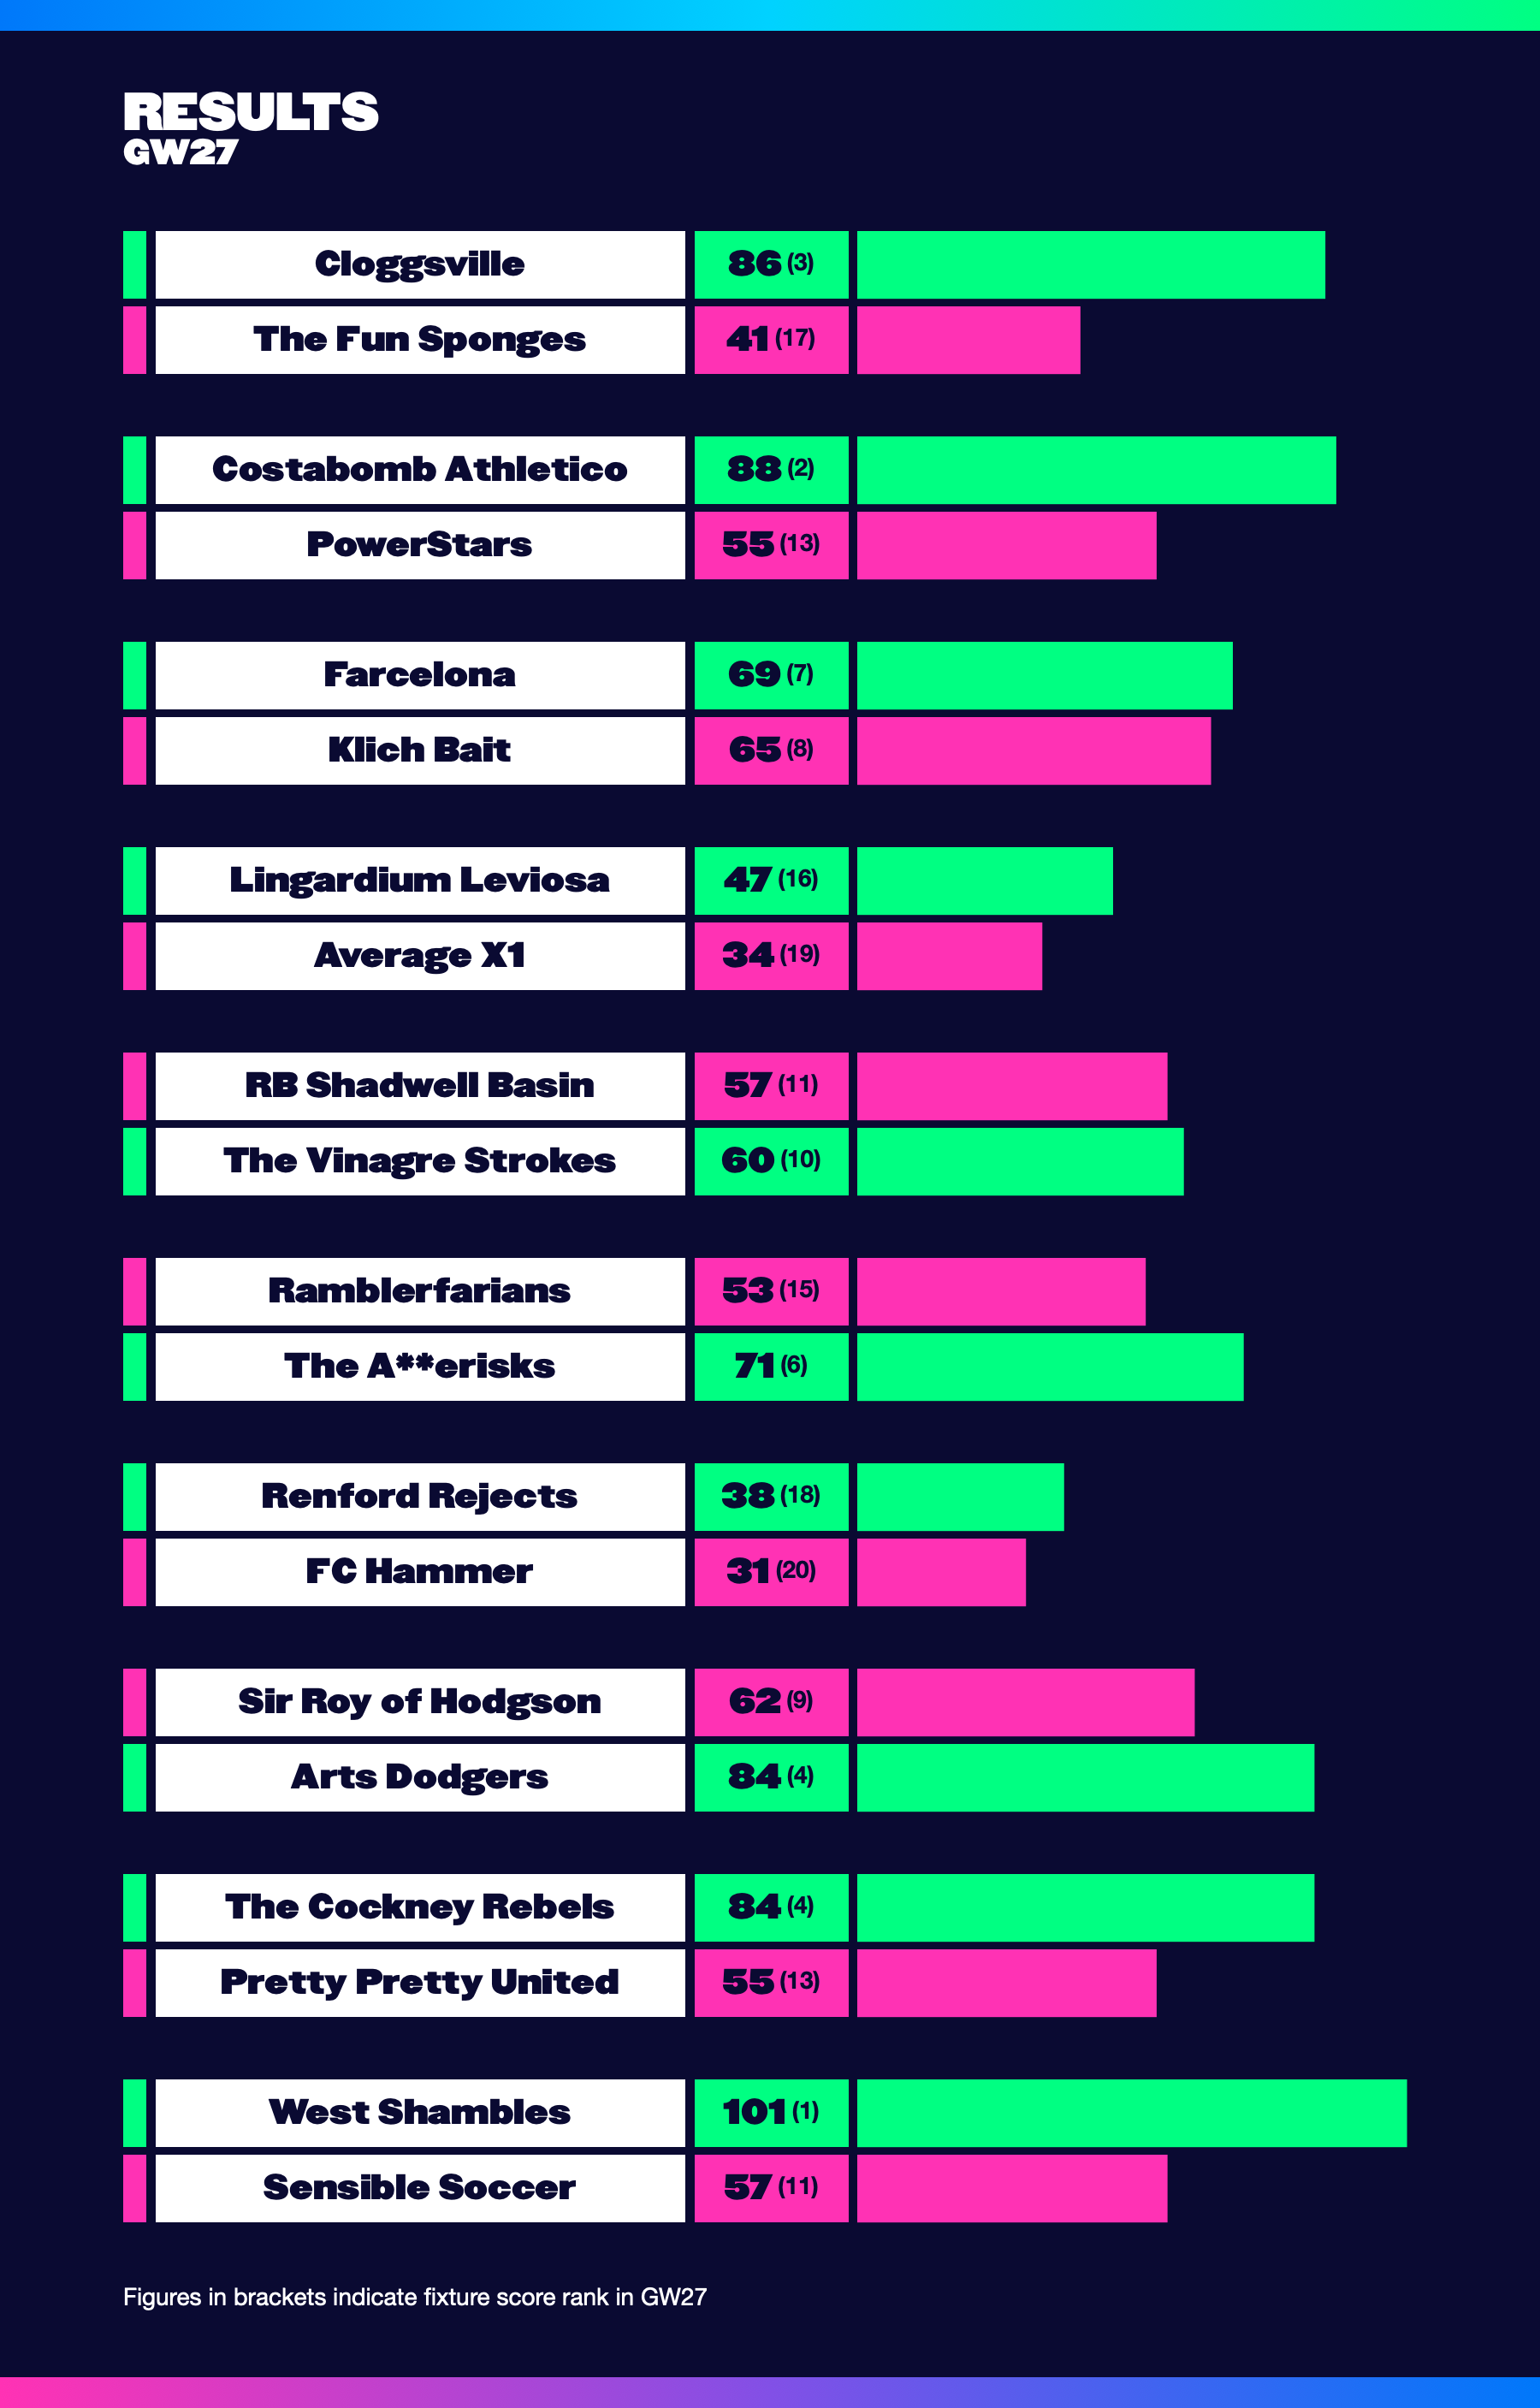 RESULTS
GW27
Cloggsville 86 (3)
The Fun Sponges 41 (17)
Costabomb Athletico 88 (2)
PowerStars 55 (13)
Farcelona 69 (7)
Klich Bait 65 (8)
Lingardium Leviosa 47 (16)
Average X1 34 (19)
RB Shadwell Basin 57 (11)
The Vinagre Strokes 60 (10)
Ramblerfarians 53 (15)
The A**erisks 71 (6)
Renford Rejects 38 (18)
FC Hammer 31 (20)
Sir Roy of Hodgson 62 (9)
Arts Dodgers 84 (4)
The Cockney Rebels 84 (4)
Pretty Pretty United 55 (13)
West Shambles 101 (1)
Sensible Soccer 57 (11)
Figures in brackets indicate fixture score rank in GW27